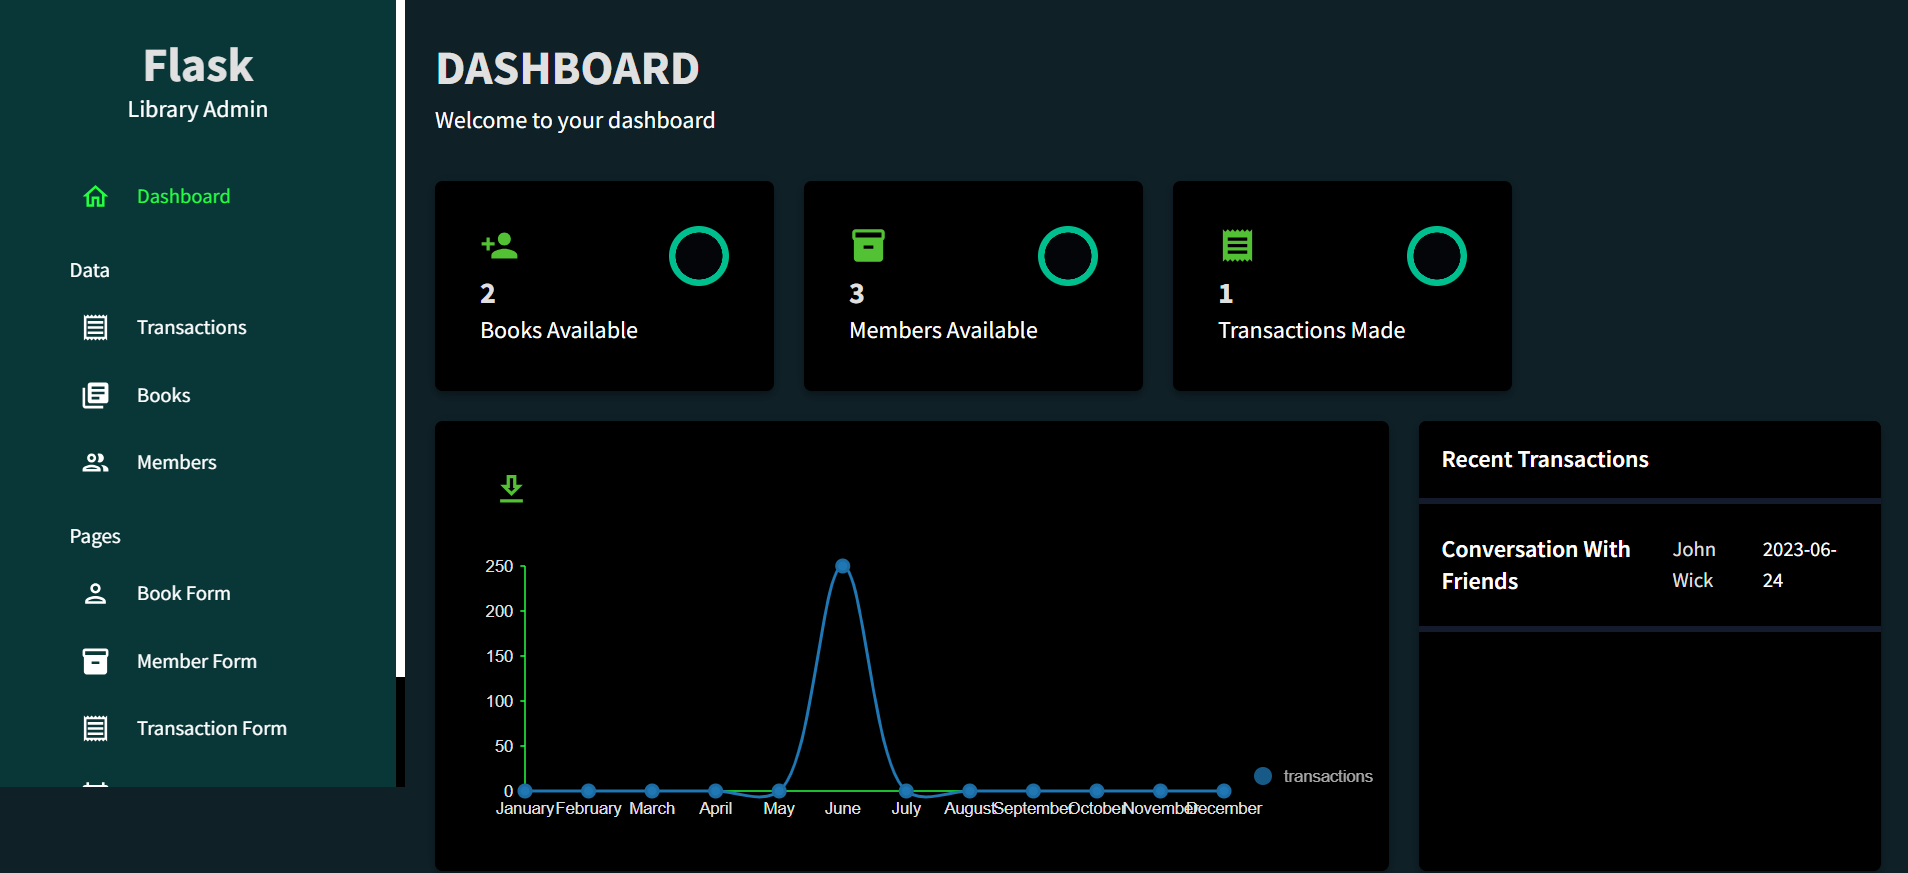 Flask
Library Admin
Dashboard
Data
Transactions
Books
Members
Pages
Book Form
Member Form
Transaction Form
DASHBOARD
Welcome to your dashboard
2
Books Available
3
Members Available
1
Transactions Made
250
200
150
100
50
0
January February March April May June July August September October November December
transactions
Recent Transactions
Conversation With John 2023-06-
Friends Wick 24